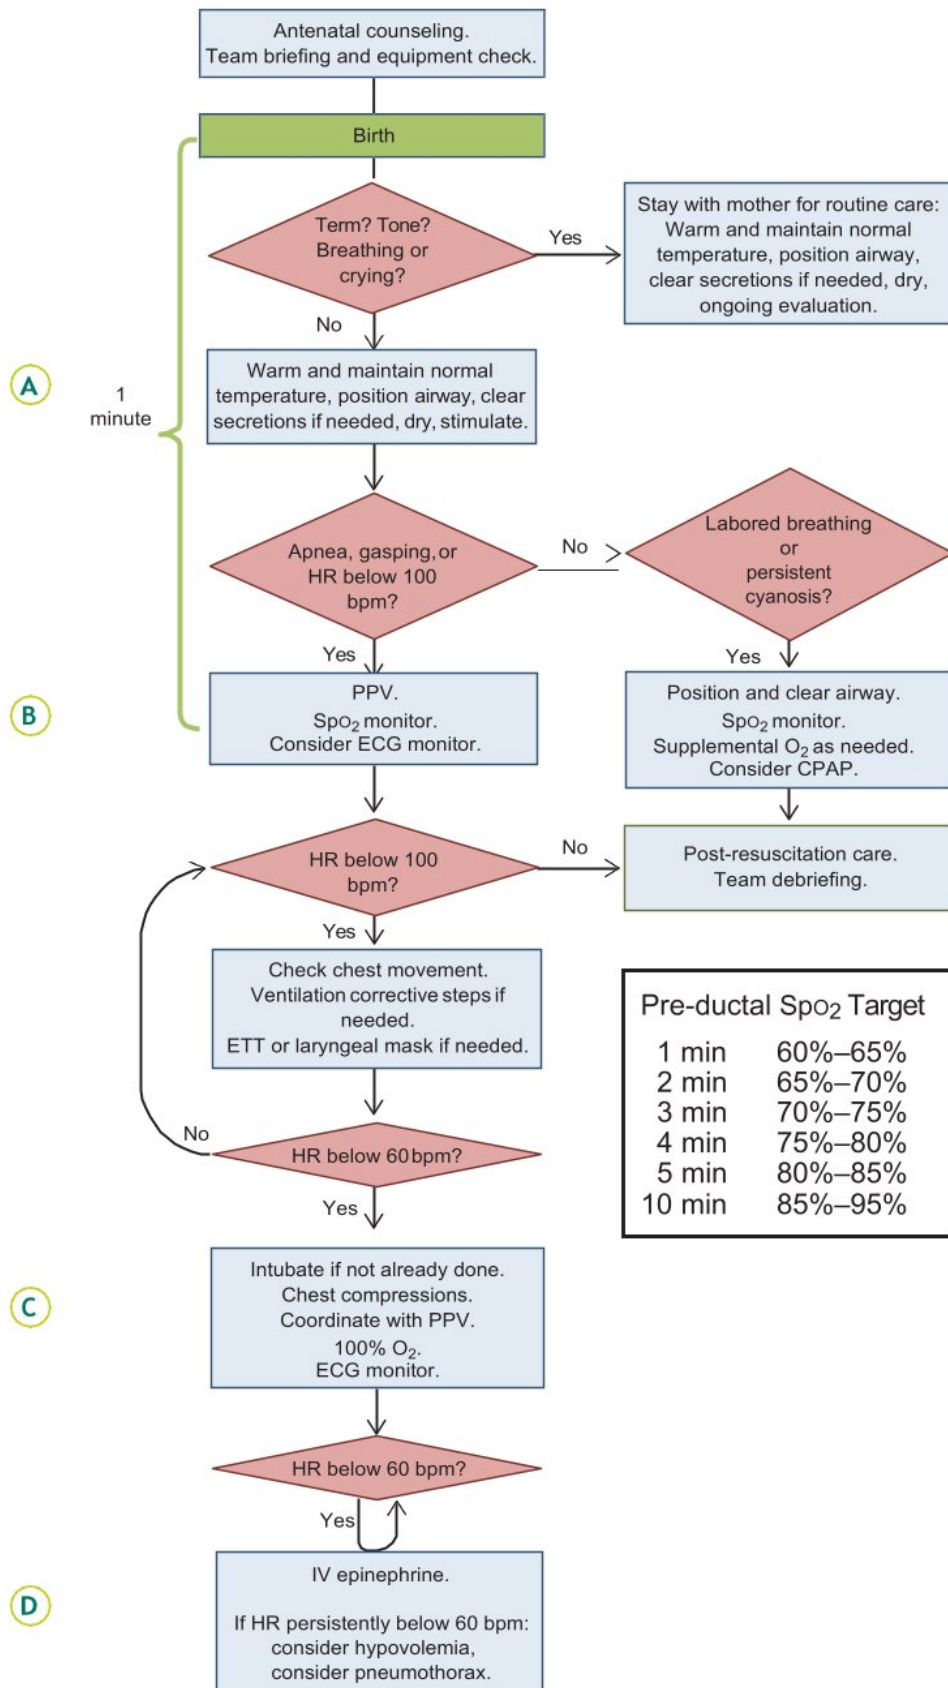 Antenatal counseling.
Team briefing and equipment check.
Birth
Term? Tone?
Breathing or
crying?
Yes
Stay with mother for routine care:
Warm and maintain normal
temperature, position airway,
clear secretions if needed, dry,
ongoing evaluation.
No
A
1
minute
Warm and maintain normal
temperature, position airway, clear
secretions if needed, dry, stimulate.
Apnea, gasping, or
HR below 100
bpm?
No
Labored breathing
or
persistent
cyanosis?
Yes
Yes
B
PPV.
SpO₂ monitor.
Consider ECG monitor.
Position and clear airway.
SpO₂ monitor.
Supplemental O₂ as needed.
Consider CPAP.
HR below 100
bpm?
No
Post-resuscitation care.
Team debriefing.
Yes
Check chest movement.
Ventilation corrective steps if
needed.
ETT or laryngeal mask if needed.
Pre-ductal SpO₂ Target
1 min 60%–65%
2 min 65%–70%
3 min 70%–75%
4 min 75%–80%
5 min 80%–85%
10 min 85%–95%
No
HR below 60 bpm?
Yes
C
Intubate if not already done.
Chest compressions.
Coordinate with PPV.
100% O₂.
ECG monitor.
HR below 60 bpm?
Yes
D
IV epinephrine.
If HR persistently below 60 bpm:
consider hypovolemia,
consider pneumothorax.